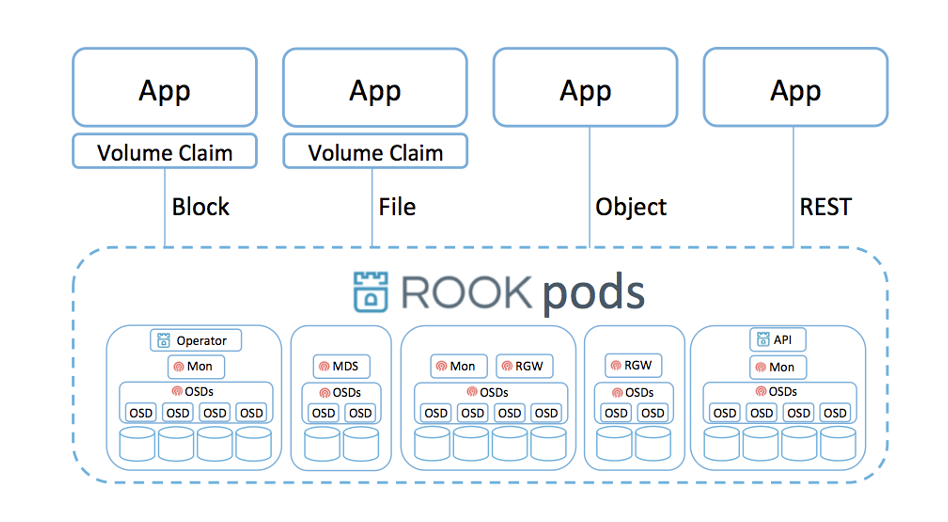 App App App App
Volume Claim Volume Claim
Block File Object REST
ROOK pods
Operator
Mon
OSDs
OSD OSD OSD OSD
MDS
OSDs
OSD OSD
Mon RGW
OSDs
OSD OSD OSD OSD
RGW
OSDs
OSD OSD
API
Mon
OSDs
OSD OSD OSD OSD